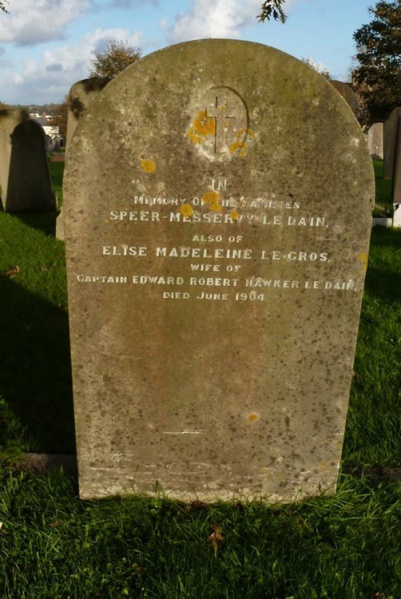 IN
MEMORY OF THE FAMILIES
SPEER-MESSERVY LE DAIN,
ALSO OF
ELISE MADELEINE LE-GROS,
WIFE OF
CAPTAIN EDWARD ROBERT HAWKER LE DAIN,
DIED JUNE 1904.